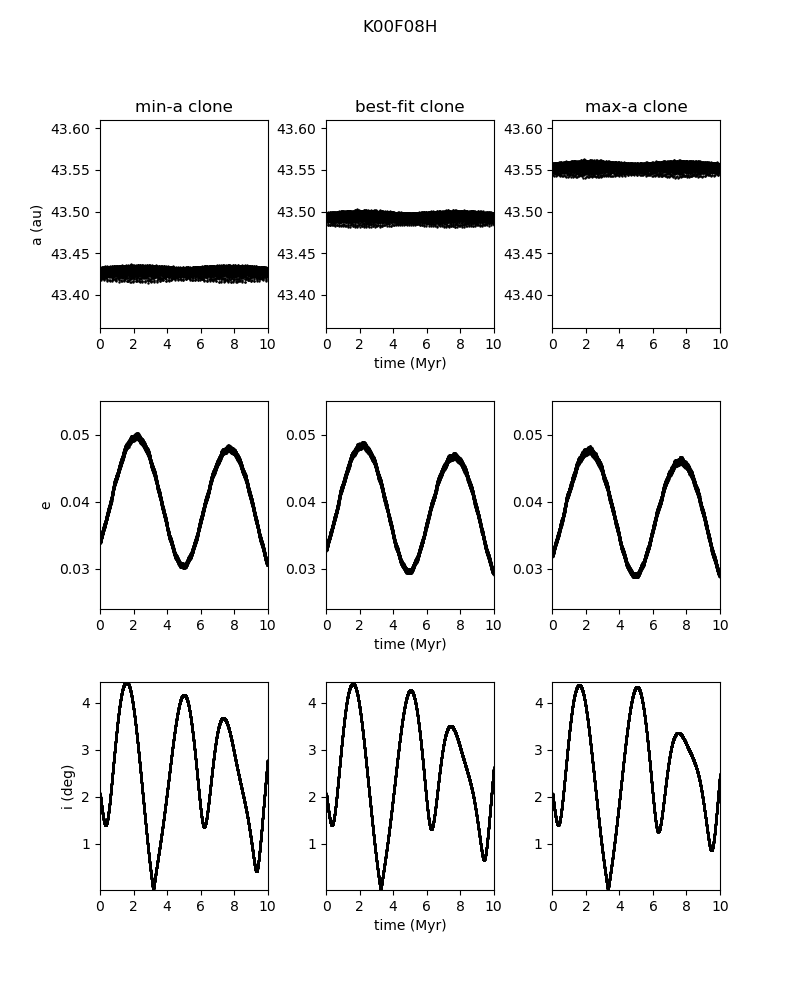 K00F08H
min-a clone best-fit clone max-a clone
43.60 43.60 43.60
43.55 43.55 43.55
a (au) 43.50 43.50 43.50
43.45 43.45 43.45
43.40 43.40 43.40
0 2 4 6 8 10 0 2 4 6 8 10 0 2 4 6 8 10
time (Myr)
0.05 0.05 0.05
e 0.04 0.04 0.04
0.03 0.03 0.03
0 2 4 6 8 10 0 2 4 6 8 10 0 2 4 6 8 10
time (Myr)
4 4 4
3 3 3
i (deg) 2 2 2
1 1 1
0 2 4 6 8 10 0 2 4 6 8 10 0 2 4 6 8 10
time (Myr)